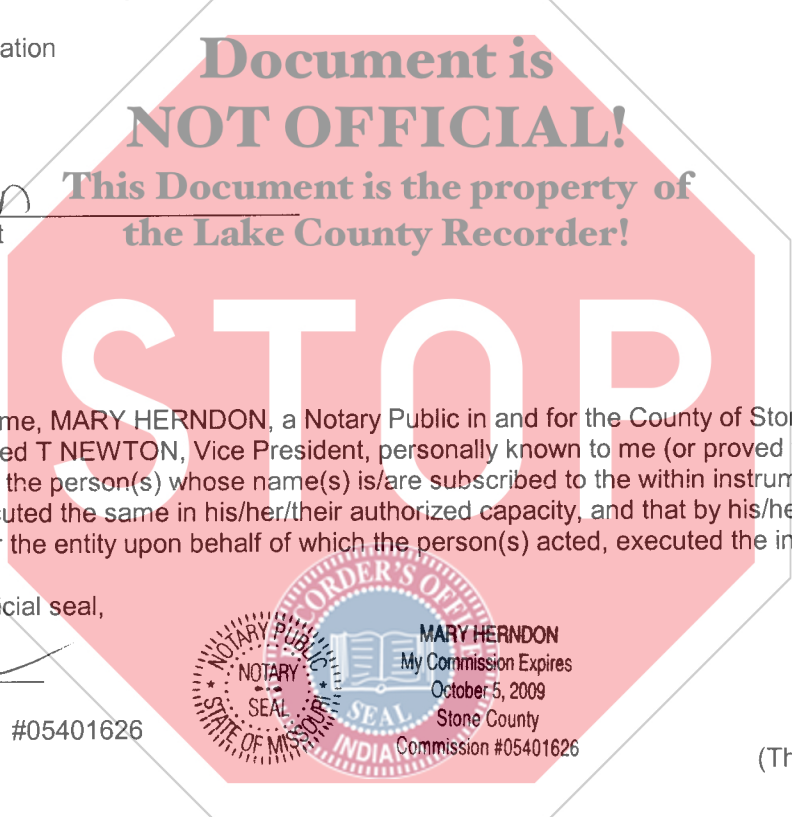 ation
Document is
NOT OFFICIAL!
This Document is the property of
the Lake County Recorder!
t
STOP
me, MARY HERNDON, a Notary Public in and for the County of Sto
ed T NEWTON, Vice President, personally known to me (or proved
the person(s) whose name(s) is/are subscribed to the within instrum
cuted the same in his/her/their authorized capacity, and that by his/he
r the entity upon behalf of which the person(s) acted, executed the in
icial seal,
NOTARY PUBLIC
NOTARY
SEAL
STATE OF MISSOURI
RECORDER'S OFFICE
SEAL
INDIANA
MARY HERNDON
My Commission Expires
October 5, 2009
Stone County
Commission #05401626
#05401626
(Th